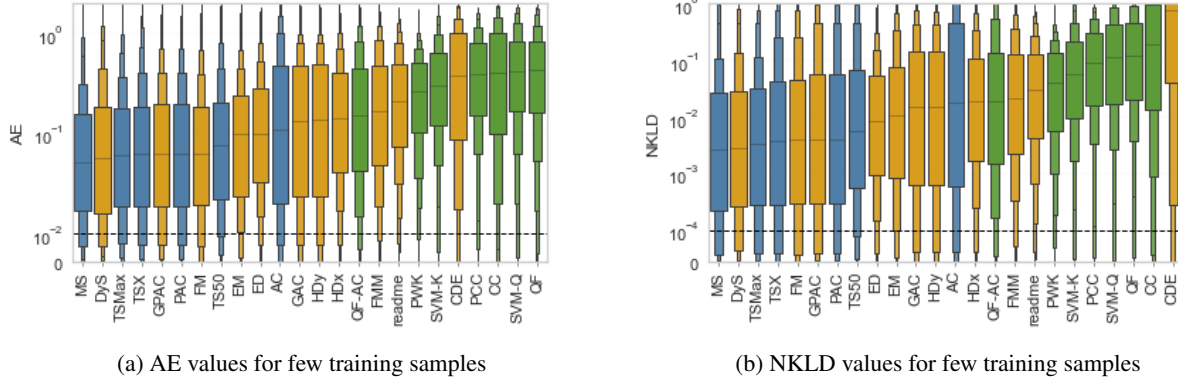 AE
10⁰
10⁻¹
10⁻²
0
MS
DyS
TSMax
TSX
GPAC
PAC
FM
TS50
EM
ED
AC
GAC
HDy
HDx
QF-AC
FMM
readme
PWK
SVM-K
CDE
PCC
CC
SVM-Q
QF
(a) AE values for few training samples
NKLD
10⁰
10⁻¹
10⁻²
10⁻³
10⁻⁴
0
MS
DyS
TSMax
TSX
FM
GPAC
PAC
TS50
ED
EM
GAC
HDy
AC
HDx
QF-AC
FMM
readme
PWK
SVM-K
PCC
SVM-Q
QF
CC
CDE
(b) NKLD values for few training samples